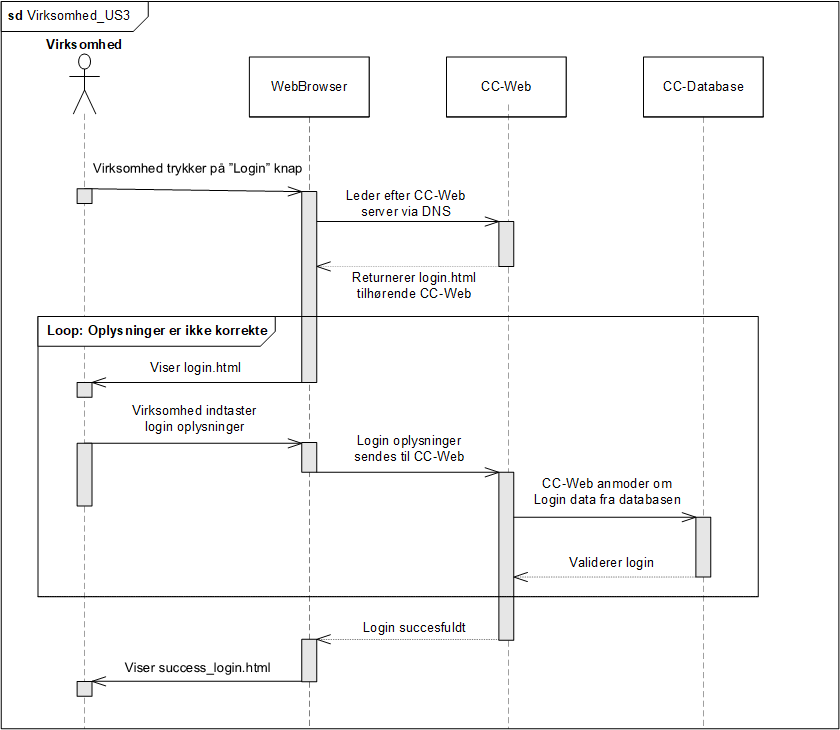 sd Virksomhed_US3
Virksomhed
WebBrowser
CC-Web
CC-Database
Virksomhed trykker på ”Login” knap
Leder efter CC-Web
server via DNS
Returnerer login.html
tilhørende CC-Web
Loop: Oplysninger er ikke korrekte
Viser login.html
Virksomhed indtaster
login oplysninger
Login oplysninger
sendes til CC-Web
CC-Web anmoder om
Login data fra databasen
Validerer login
Login succesfuldt
Viser success_login.html